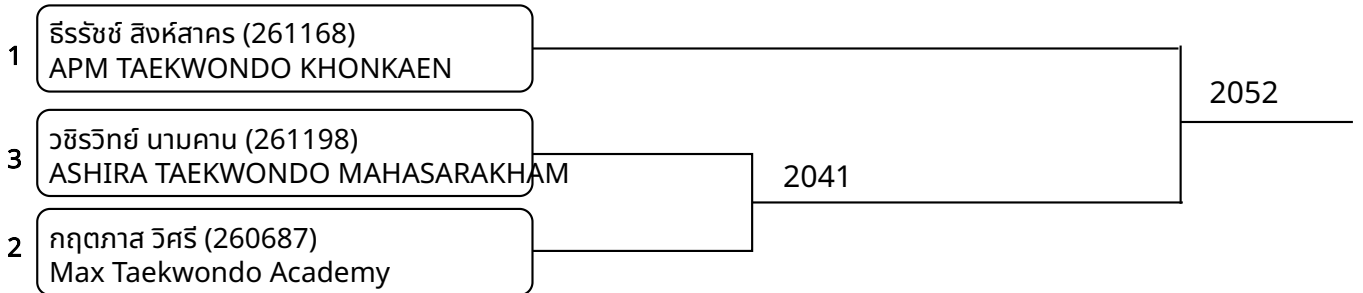 1
ธีรรัชช์ สิงห์สาคร (261168)
APM TAEKWONDO KHONKAEN
2052
3
วชิรวิทย์ นามคาน (261198)
ASHIRA TAEKWONDO MAHASARAKHAM
2041
2
กฤตภาส วิศรี (260687)
Max Taekwondo Academy